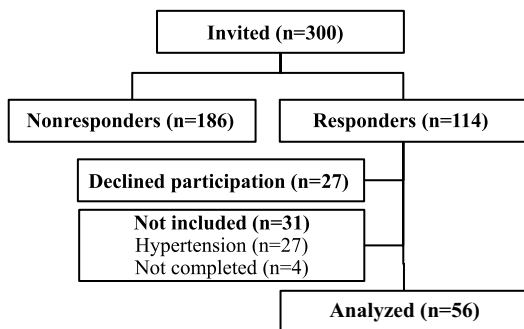 Invited (n=300)
Nonresponders (n=186)
Responders (n=114)
Declined participation (n=27)
Not included (n=31)
Hypertension (n=27)
Not completed (n=4)
Analyzed (n=56)